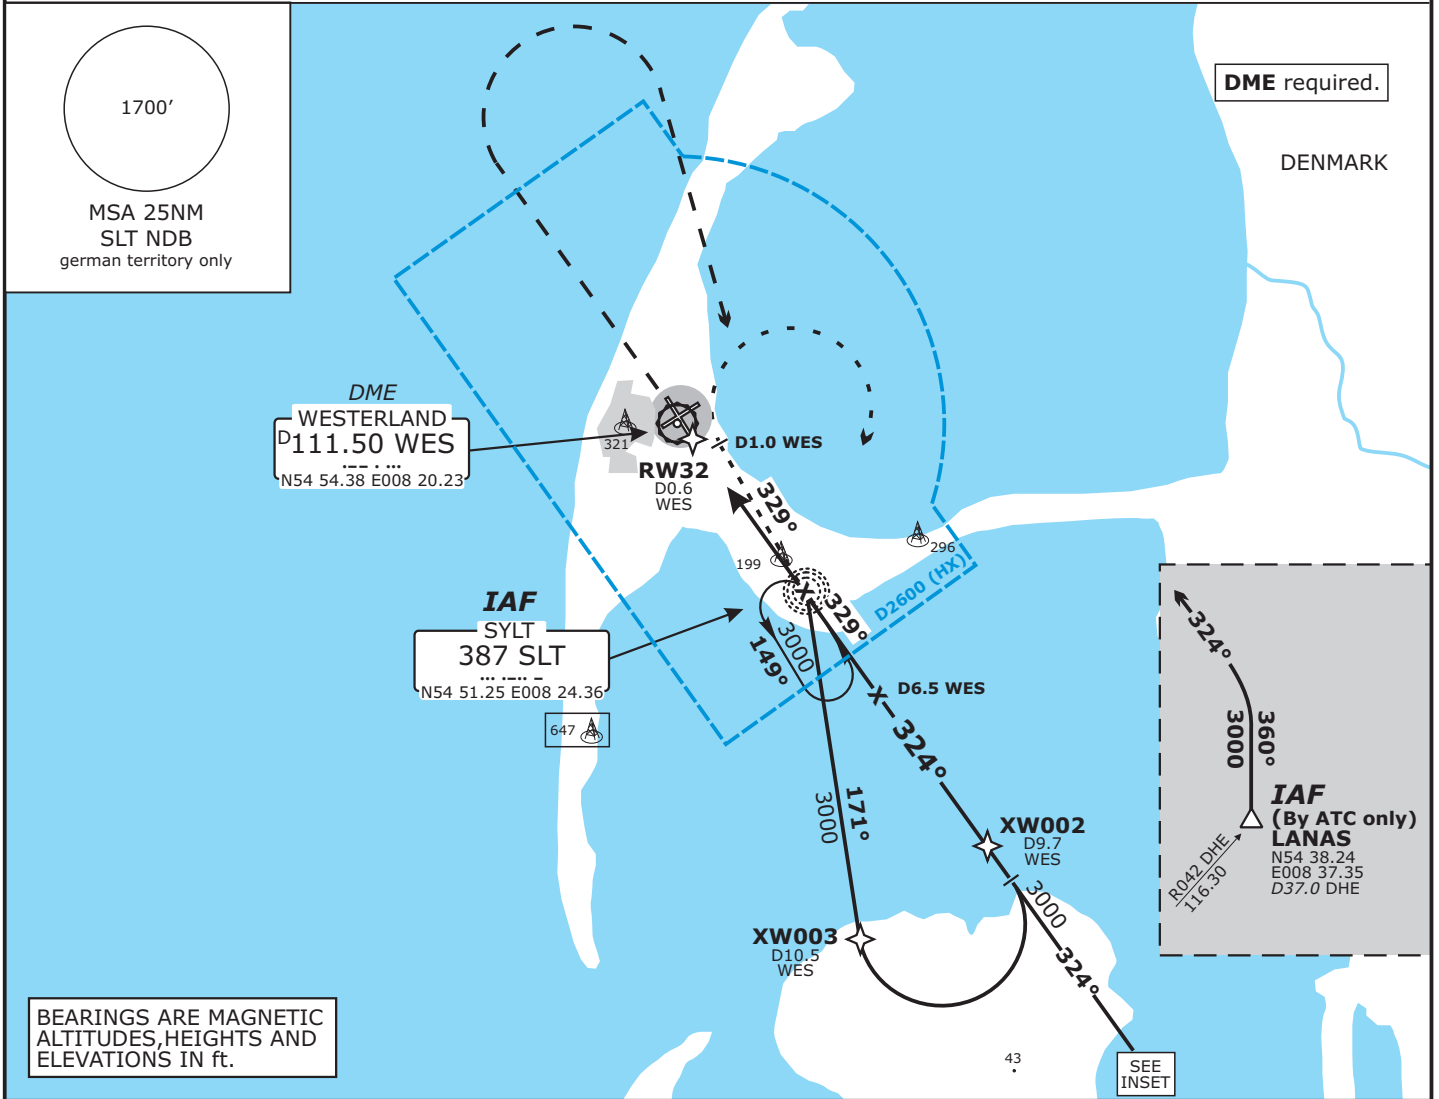 1700’
MSA 25NM
SLT NDB
german territory only
DME required.
DENMARK
DME
WESTERLAND
D111.50 WES
.-- . ...
N54 54.38 E008 20.23
321
D1.0 WES
RW32
D0.6
WES
329°
199
296
D2600 (HX)
IAF
SYLT
387 SLT
... .-.. -
N54 51.25 E008 24.36
647
329°
3000
149°
D6.5 WES
324°
171°
3000
XW002
D9.7
WES
3000
XW003
D10.5
WES
324°
324°
360°
3000
IAF
(By ATC only)
LANAS
N54 38.24
E008 37.35
D37.0 DHE
R042 DHE
116.30
BEARINGS ARE MAGNETIC
ALTITUDES,HEIGHTS AND
ELEVATIONS IN ft.
43
SEE
INSET